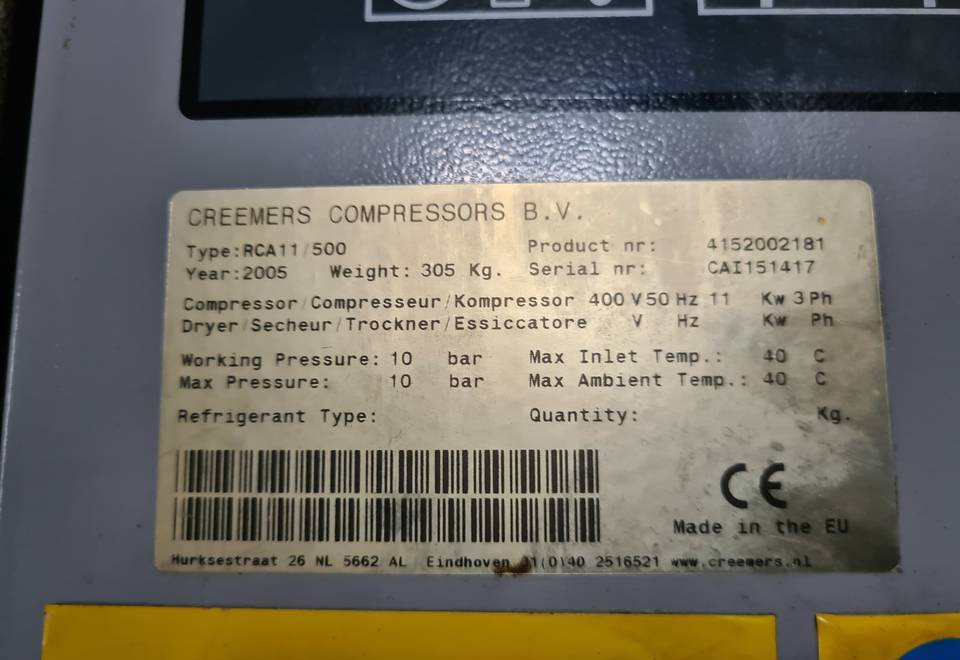 CREEMERS COMPRESSORS B.V.
Type:RCA11/500 Product nr: 4152002181
Year:2005 Weight: 305 Kg. Serial nr: CAI151417
Compressor/Compresseur/Kompressor 400 V 50 Hz 11 Kw 3 Ph
Dryer/Secheur/Trockner/Essiccatore V Hz Kw Ph
Working Pressure: 10 bar Max Inlet Temp.: 40 C
Max Pressure: 10 bar Max Ambient Temp.: 40 C
Refrigerant Type: Quantity: Kg.
CE
Made in the EU
Hurksestraat 26 NL 5662 AL Eindhoven (0)40 2516521 www.creemers.nl